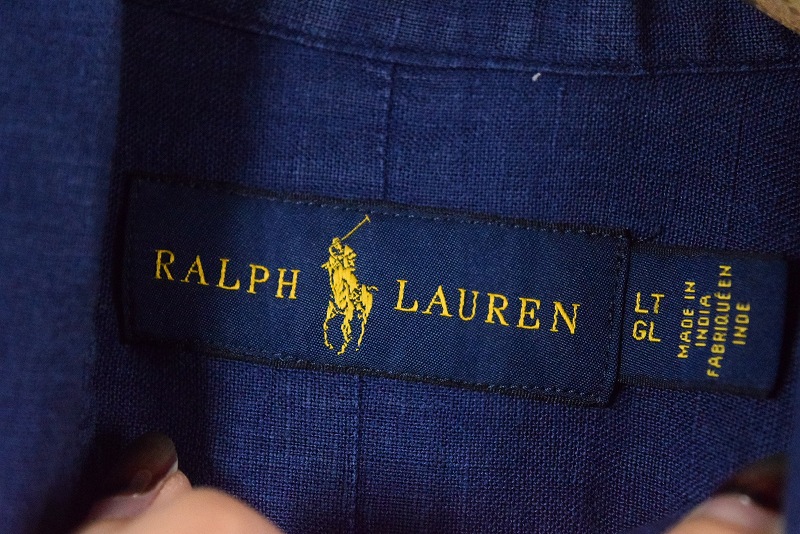 RALPH LAUREN
LT
GL
MADE IN
INDIA
FABRIQUÉ EN
INDE